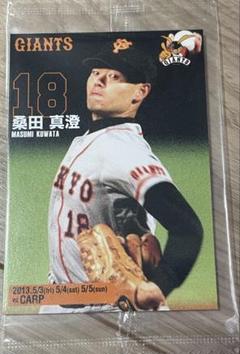 GIANTS
GIANTS
18
桑田 真澄
MASUMI KUWATA
KYO
18
2013.5/3(fri) 5/4(sat) 5/5(sun)
vs CARP